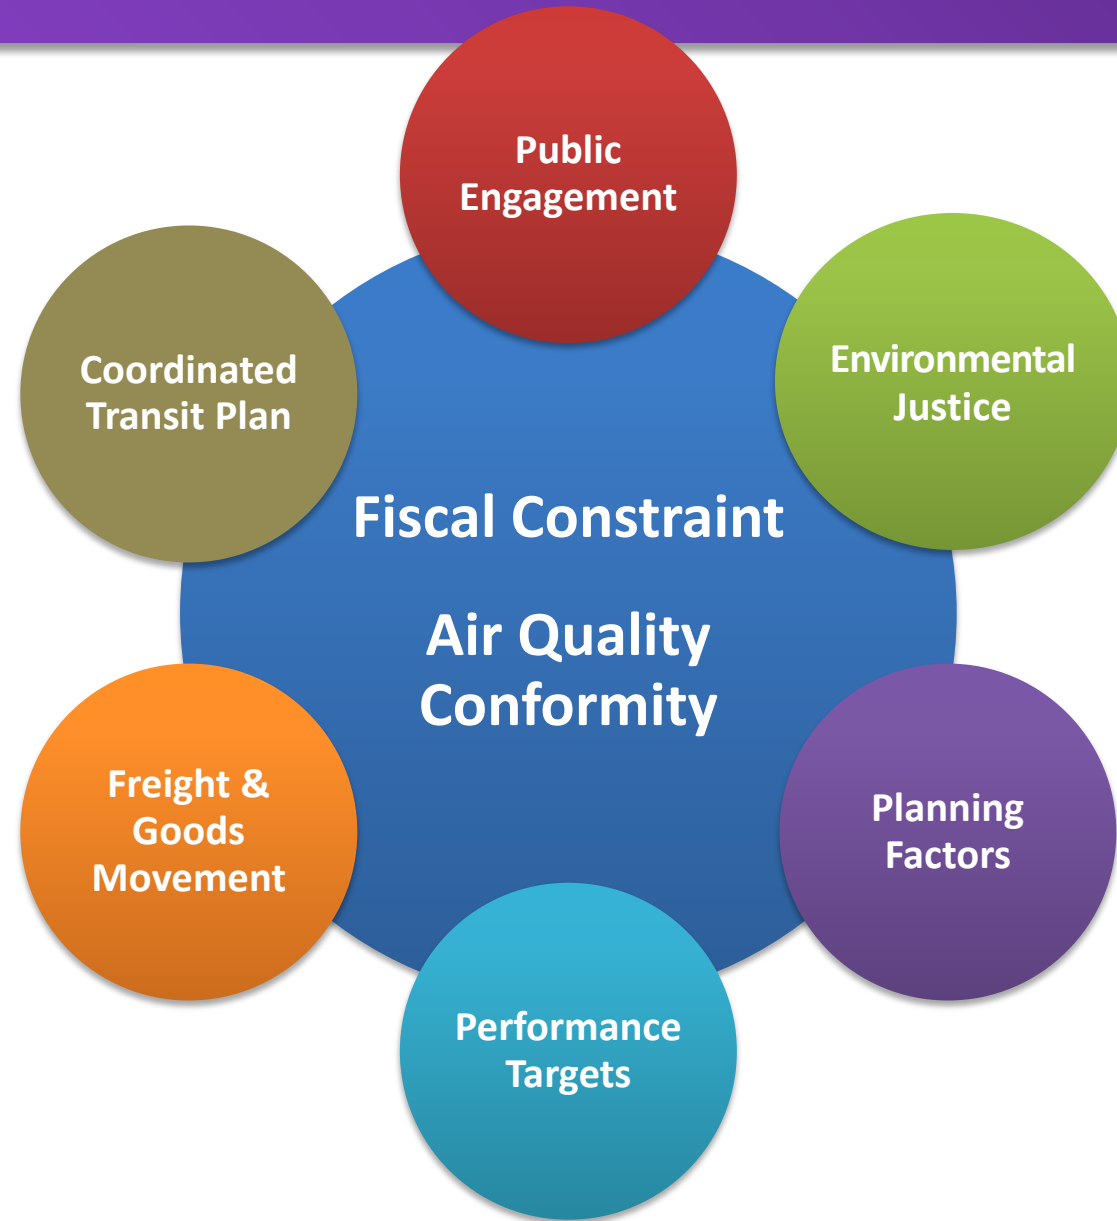 Public
Engagement
Environmental
Justice
Coordinated
Transit Plan
Fiscal Constraint
Air Quality
Conformity
Freight &
Goods
Movement
Planning
Factors
Performance
Targets